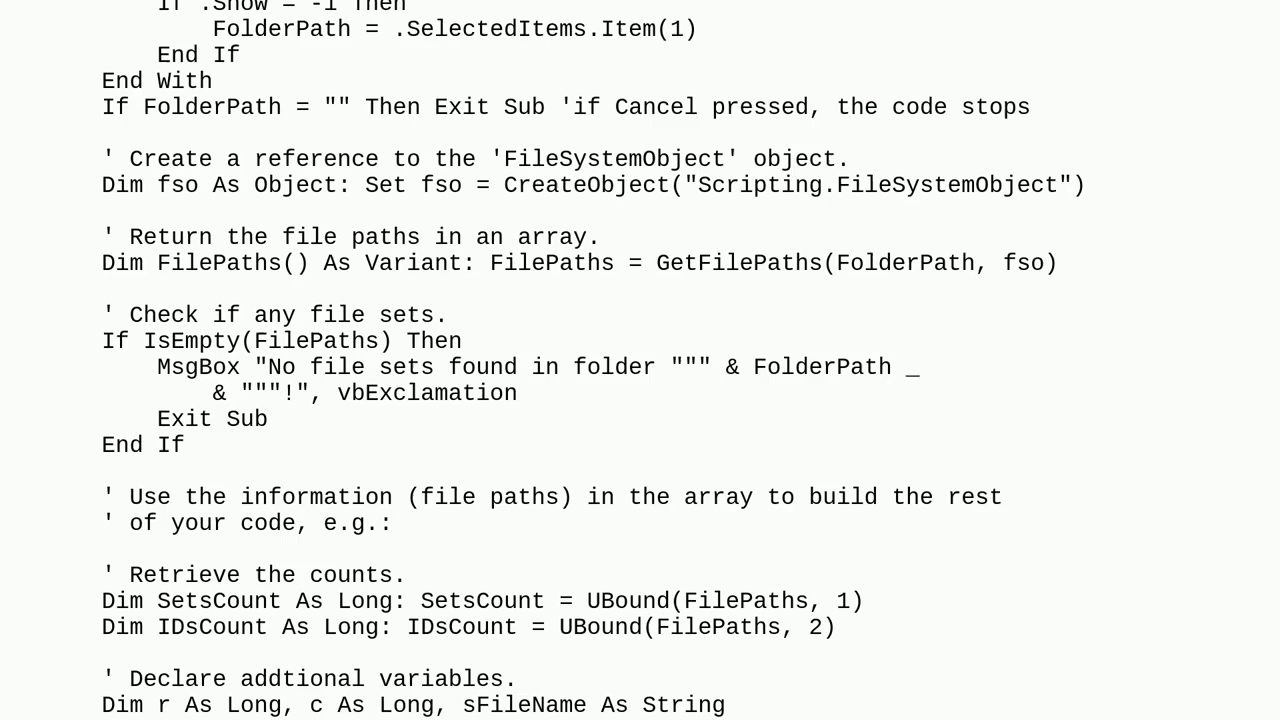 If .Show = -1 Then
FolderPath = .SelectedItems.Item(1)
End If
End With
If FolderPath = "" Then Exit Sub 'if Cancel pressed, the code stops
' Create a reference to the 'FileSystemObject' object.
Dim fso As Object: Set fso = CreateObject("Scripting.FileSystemObject")
' Return the file paths in an array.
Dim FilePaths() As Variant: FilePaths = GetFilePaths(FolderPath, fso)
' Check if any file sets.
If IsEmpty(FilePaths) Then
MsgBox "No file sets found in folder """ & FolderPath _
& """!", vbExclamation
Exit Sub
End If
' Use the information (file paths) in the array to build the rest
' of your code, e.g.:
' Retrieve the counts.
Dim SetsCount As Long: SetsCount = UBound(FilePaths, 1)
Dim IDsCount As Long: IDsCount = UBound(FilePaths, 2)
' Declare addtional variables.
Dim r As Long, c As Long, sFileName As String